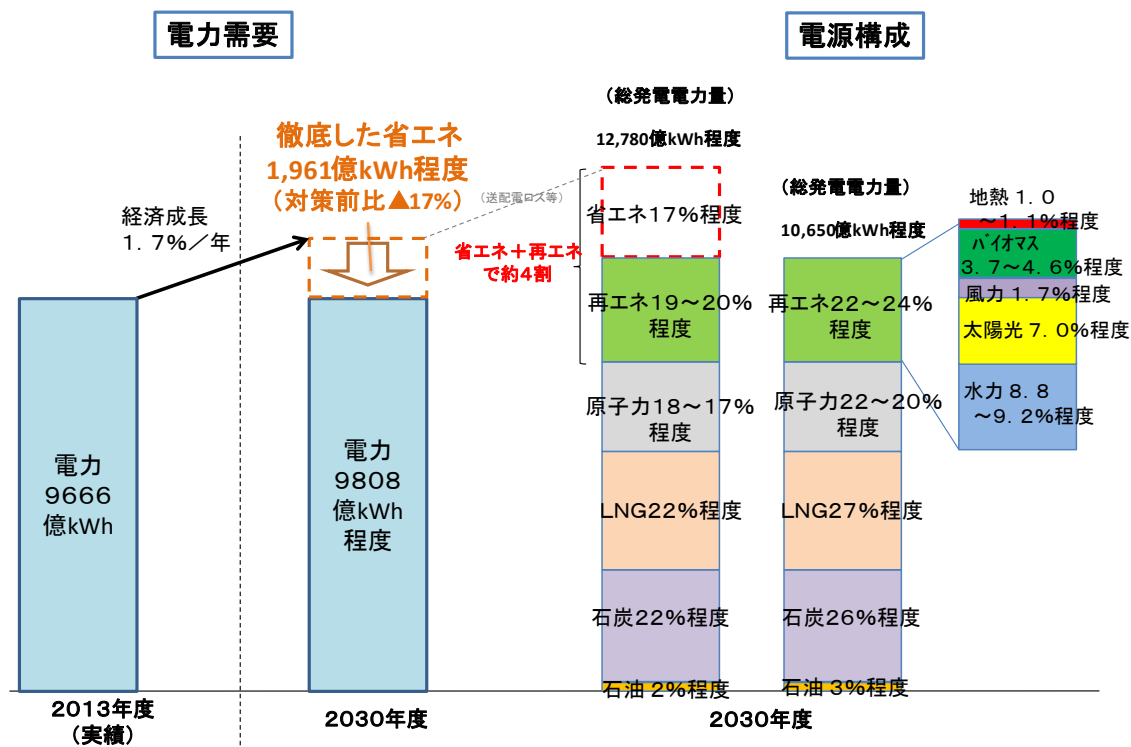 電力需要
電源構成
徹底した省エネ
1,961億kWh程度
（対策前比▲17%）
経済成長
１．７%／年
電力
９６６６
億kWh
２０１３年度
（実績）
電力
９８０８
億kWh
程度
２０３０年度
（送配電ロス等）
省エネ＋再エネ
で約４割
（総発電電力量）
12,780億kWh程度
省エネ１７%程度
再エネ１９～２０%
程度
原子力１８～１７%
程度
ＬＮＧ２２%程度
石炭２２%程度
石油 ２%程度
（総発電電力量）
10,650億kWh程度
再エネ２２～２４%
程度
原子力２２～２０%
程度
ＬＮＧ２７%程度
石炭２６%程度
石油 ３%程度
２０３０年度
地熱 １．０
～１．１%程度
ﾊﾞｲｵﾏｽ
３．７～４．６%程度
風力 １．７%程度
太陽光 ７．０%程度
水力 ８．８
～９．２%程度